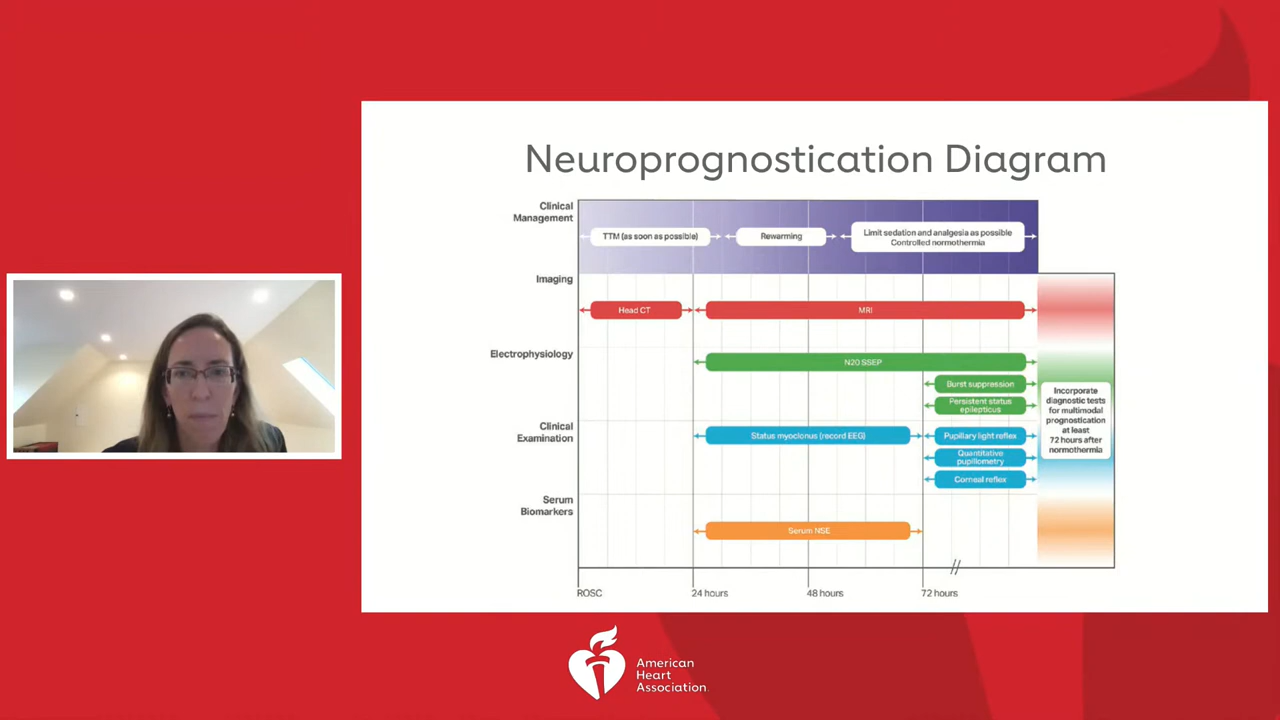 Neuroprognostication Diagram
Clinical
Management
TTM (as soon as possible)
Rewarming
Limit sedation and analgesia as possible
Controlled normothermia
Imaging
Head CT
MRI
Electrophysiology
N20 SSEP
Burst suppression
Persistent status
epilepticus
Clinical
Examination
Status myoclonus (record EEG)
Pupillary light reflex
Quantitative
pupillometry
Corneal reflex
Serum
Biomarkers
Serum NSE
Incorporate
diagnostic tests
for multimodal
prognostication
at least
72 hours after
normothermia
ROSC
24 hours
48 hours
72 hours
American
Heart
Association.